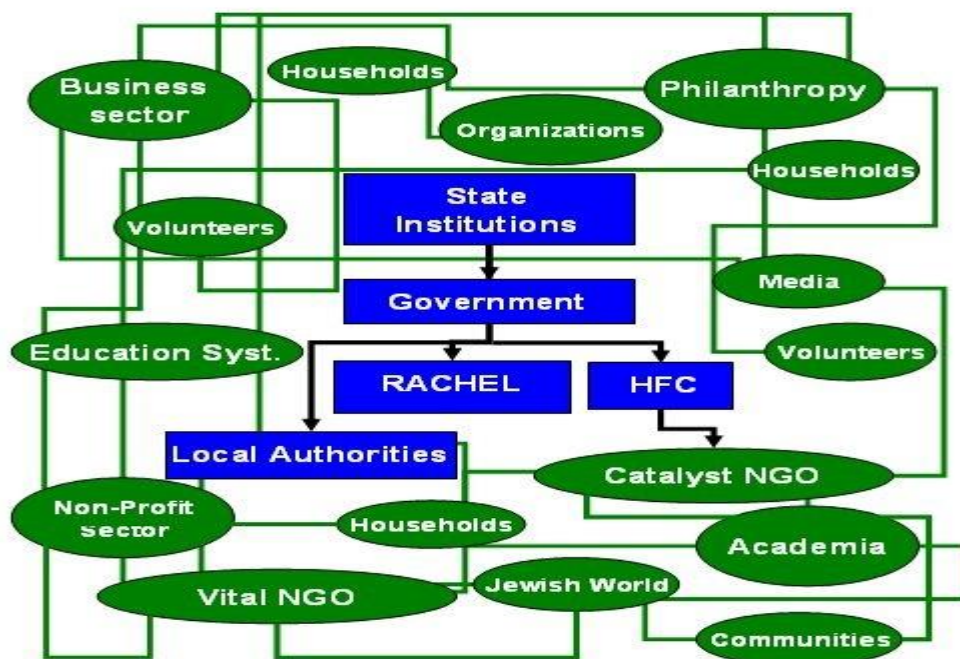 Households
Business
sector
Philanthropy
Organizations
Households
State
Institutions
Volunteers
Media
Government
Education Syst.
Volunteers
RACHEL
HFC
Local Authorities
Catalyst NGO
Non-Profit
Sector
Households
Academia
Vital NGO
Jewish World
Communities